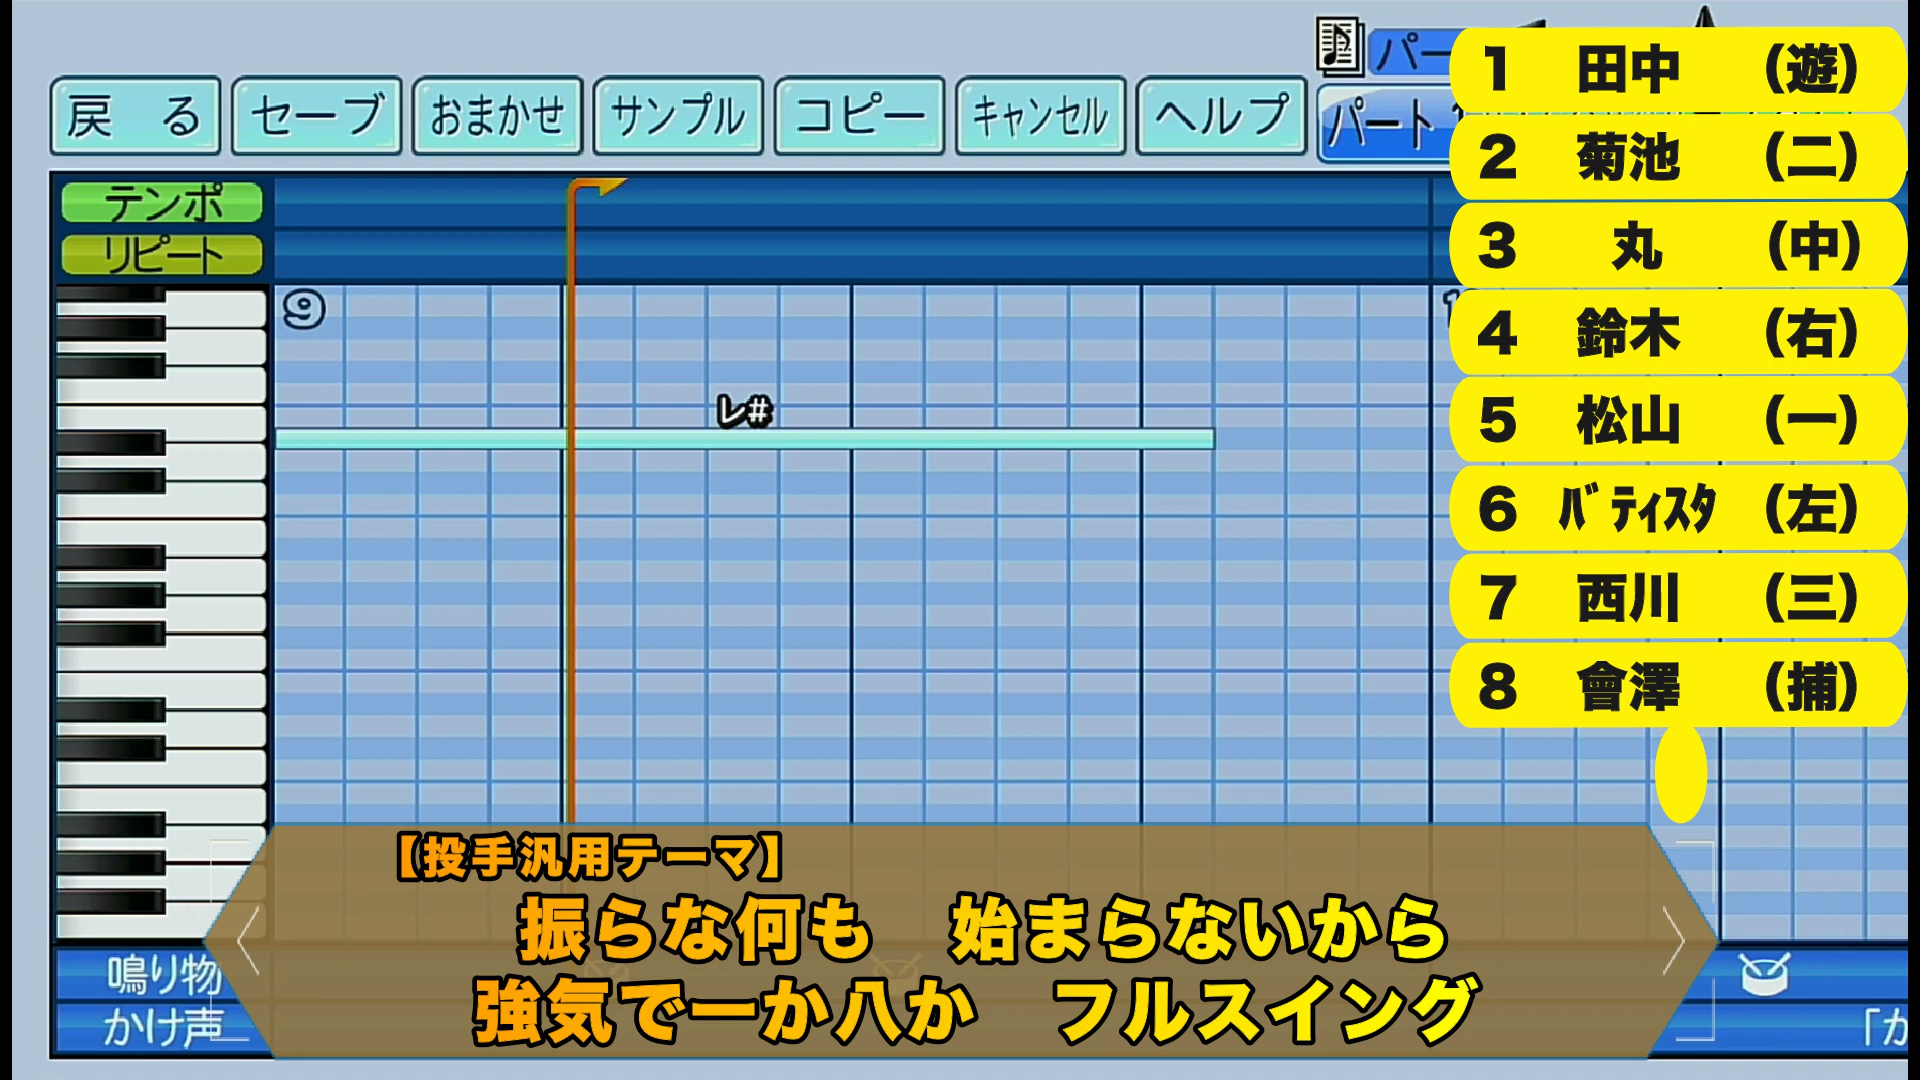 パー
戻る
セーブ
おまかせ
サンプル
コピー
キャンセル
ヘルプ
パート
テンポ
リピート
9
レ#
1 田中 (遊)
2 菊池 (二)
3 丸 (中)
4 鈴木 (右)
5 松山 (一)
6 バティスタ (左)
7 西川 (三)
8 會澤 (捕)
【投手汎用テーマ】
振らな何も 始まらないから
強気で一か八か フルスイング
鳴り物
かけ声
「か